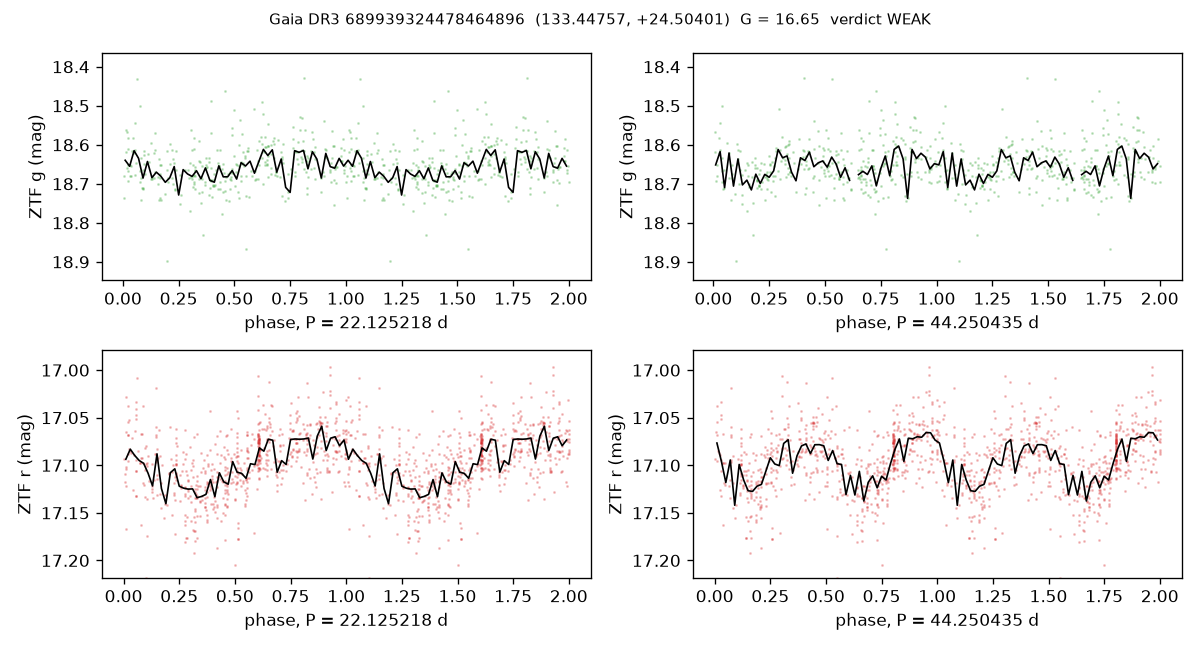 Gaia DR3 689939324478464896  (133.44757, +24.50401)  G = 16.65  verdict WEAK
18.4
18.5
18.6
18.7
18.8
18.9
ZTF g (mag)
0.00 0.25 0.50 0.75 1.00 1.25 1.50 1.75 2.00
phase, P = 22.125218 d
18.4
18.5
18.6
18.7
18.8
18.9
ZTF g (mag)
0.00 0.25 0.50 0.75 1.00 1.25 1.50 1.75 2.00
phase, P = 44.250435 d
17.00
17.05
17.10
17.15
17.20
ZTF r (mag)
0.00 0.25 0.50 0.75 1.00 1.25 1.50 1.75 2.00
phase, P = 22.125218 d
17.00
17.05
17.10
17.15
17.20
ZTF r (mag)
0.00 0.25 0.50 0.75 1.00 1.25 1.50 1.75 2.00
phase, P = 44.250435 d